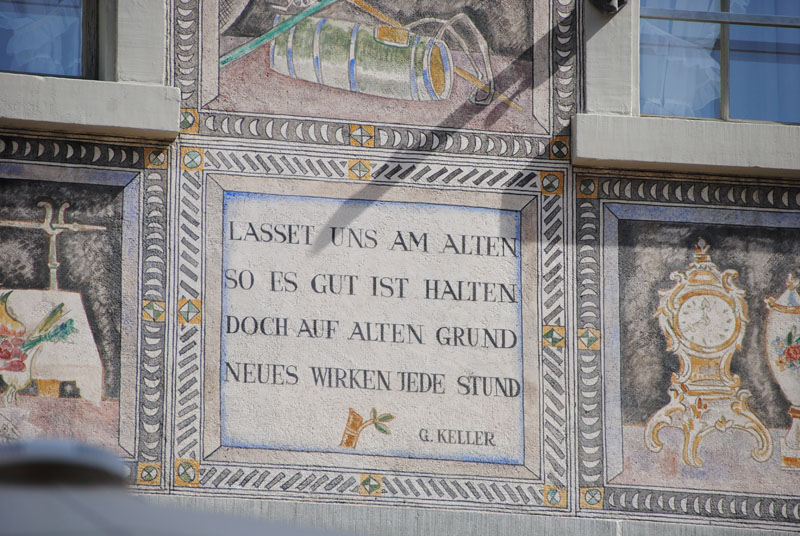 LASSET UNS AM ALTEN
SO ES GUT IST HALTEN
DOCH AUF ALTEN GRUND
NEUES WIRKEN JEDE STUND
G. KELLER